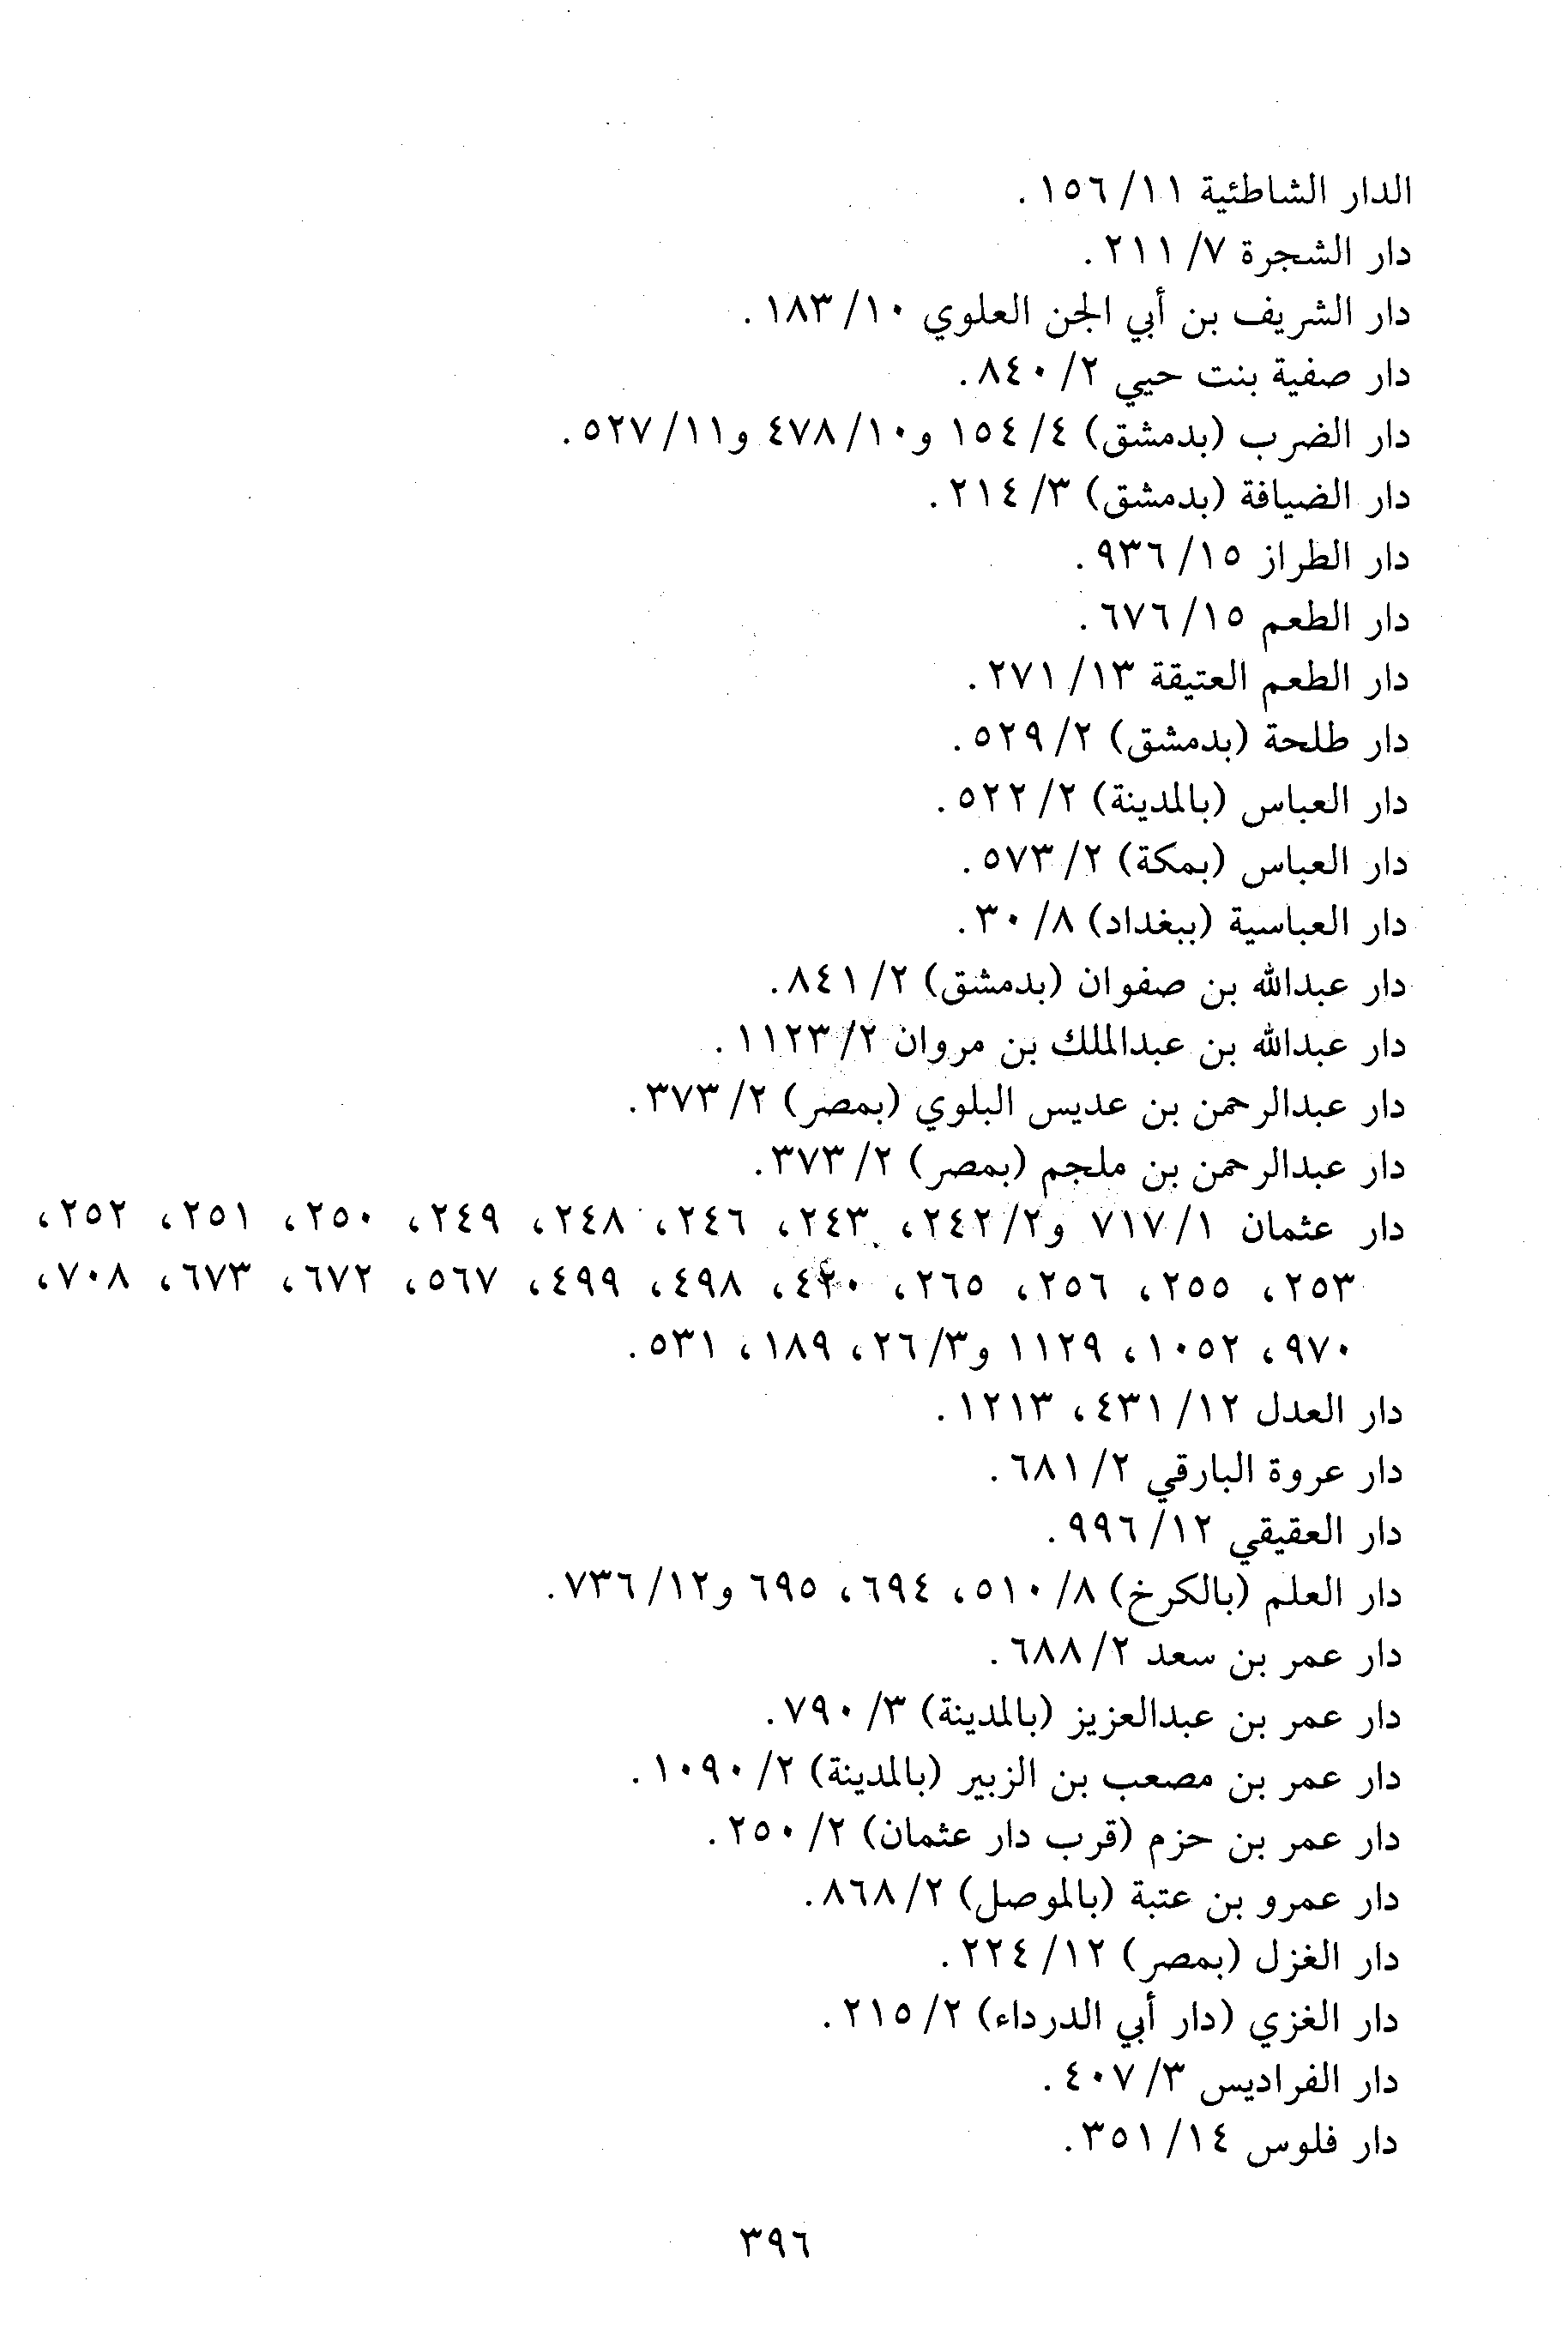 الدار الشاطئية ١١/ ١٥٦.
دار الشجرة ٧/ ٢١١.
دار الشريف بن أبي الجن العلوي ١٠/ ١٨٣.
دار صفية بنت حيي ٢/ ٨٤٠.
دار الضرب (بدمشق) ٤/ ١٥٤ و١٠/ ٤٧٨ و١١/ ٥٢٧.
دار الضيافة (بدمشق) ٣/ ٢١٤.
دار الطراز ١٥/ ٩٣٦.
دار الطعم ١٥/ ٦٧٦.
دار الطعم العتيقة ١٣/ ٢٧١.
دار طلحة (بدمشق) ٢/ ٥٢٩.
دار العباس (بالمدينة) ٢/ ٥٢٢.
دار العباس (بمكة) ٢/ ٥٧٣.
دار العباسية (ببغداد) ٨/ ٣٠.
دار عبدالله بن صفوان (بدمشق) ٢/ ٨٤١.
دار عبدالله بن عبدالملك بن مروان ٢/ ١١٢٣.
دار عبدالرحمن بن عديس البلوي (بمصر) ٢/ ٣٧٣.
دار عبدالرحمن بن ملجم (بمصر) ٢/ ٣٧٣.
دار عثمان ١/ ٧١٧ و٢/ ٢٤٢، ٢٤٣، ٢٤٦، ٢٤٨، ٢٤٩، ٢٥٠، ٢٥١، ٢٥٢،
٢٥٣، ٢٥٥، ٢٥٦، ٢٦٥، ٤٢٠، ٤٩٨، ٤٩٩، ٥٦٧، ٦٧٢، ٦٧٣، ٧٠٨،
٩٧٠، ١٠٥٢، ١١٢٩ و٣/ ٢٦، ١٨٩، ٥٣١.
دار العدل ١٢/ ٤٣١، ١٢١٣.
دار عروة البارقي ٢/ ٦٨١.
دار العقيقي ١٢/ ٩٩٦.
دار العلم (بالكرخ) ٨/ ٥١٠، ٦٩٤، ٦٩٥ و١٢/ ٧٣٦.
دار عمر بن سعد ٢/ ٦٨٨.
دار عمر بن عبدالعزيز (بالمدينة) ٣/ ٧٩٠.
دار عمر بن مصعب بن الزبير (بالمدينة) ٢/ ١٠٩٠.
دار عمر بن حزم (قرب دار عثمان) ٢/ ٢٥٠.
دار عمرو بن عتبة (بالموصل) ٢/ ٨٦٨.
دار الغزل (بمصر) ١٢/ ٢٢٤.
دار الغزي (دار أبي الدرداء) ٢/ ٢١٥.
دار الفراديس ٣/ ٤٠٧.
دار فلوس ١٤/ ٣٥١.
٣٩٦